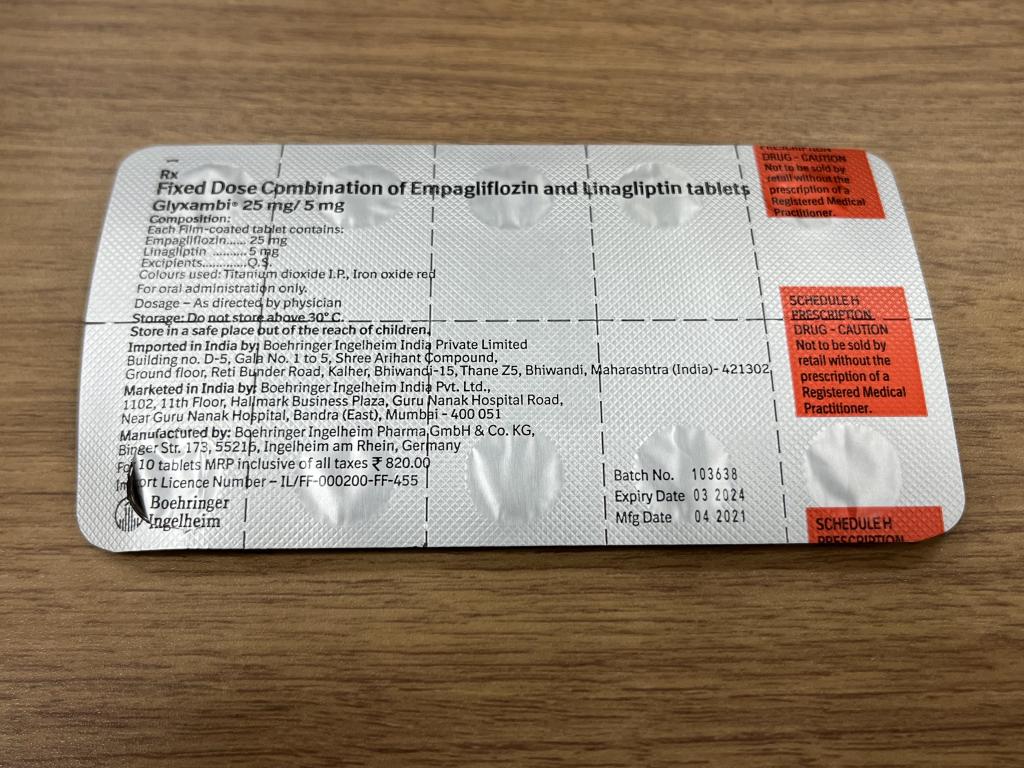 Rx
Fixed Dose Combination of Empagliflozin and Linagliptin tablets
Glyxambi® 25 mg/ 5 mg
Composition:
Each Film-coated tablet contains:
Empagliflozin...... 25 mg
Linagliptin .......... 5 mg
Excipients............Q.S.
Colours used: Titanium dioxide I.P., Iron oxide red
For oral administration only.
Dosage – As directed by physician
Storage: Do not store above 30° C.
Store in a safe place out of the reach of children.
Imported in India by: Boehringer Ingelheim India Private Limited
Building no. D-5, Gala No. 1 to 5, Shree Arihant Compound,
Ground floor, Reti Bunder Road, Kalher, Bhiwandi-15, Thane Z5, Bhiwandi, Maharashtra (India)- 421302
Marketed in India by: Boehringer Ingelheim India Pvt. Ltd.,
1102, 11th Floor, Hallmark Business Plaza, Guru Nanak Hospital Road,
Near Guru Nanak Hospital, Bandra (East), Mumbai - 400 051
Manufactured by: Boehringer Ingelheim Pharma GmbH & Co. KG,
Binger Str. 173, 55216, Ingelheim am Rhein, Germany
For 10 tablets MRP inclusive of all taxes ₹ 820.00
Import Licence Number – IL/FF-000200-FF-455
Boehringer
Ingelheim
Batch No. 103638
Expiry Date 03 2024
Mfg Date 04 2021
PRESCRIPTION
DRUG - CAUTION
Not to be sold by
retail without the
prescription of a
Registered Medical
Practitioner.
SCHEDULE H
PRESCRIPTION
DRUG - CAUTION
Not to be sold by
retail without the
prescription of a
Registered Medical
Practitioner.
SCHEDULE H
PRESCRIPTION